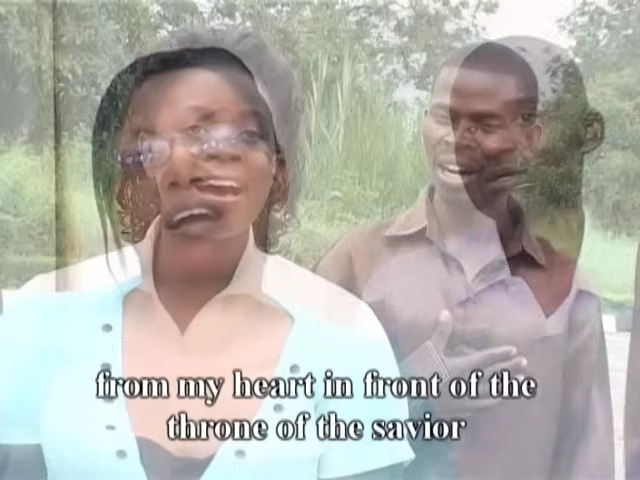 from my heart in front of the
throne of the savior